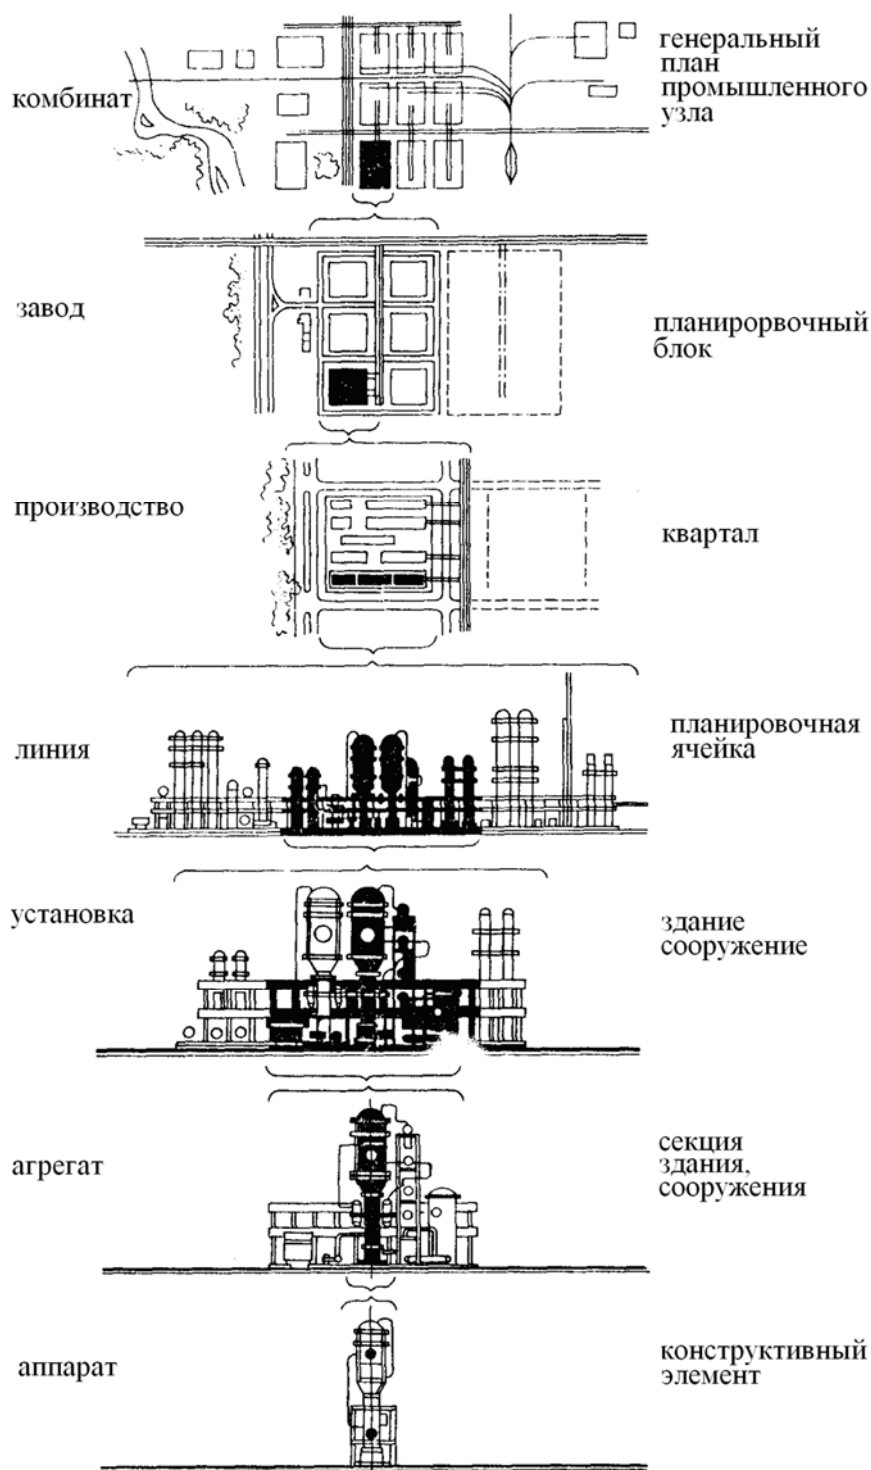 генеральный
план
промышленного
узла
комбинат
завод
планирорвочный
блок
производство
квартал
линия
планировочная
ячейка
установка
здание
сооружение
агрегат
секция
здания,
сооружения
аппарат
конструктивный
элемент